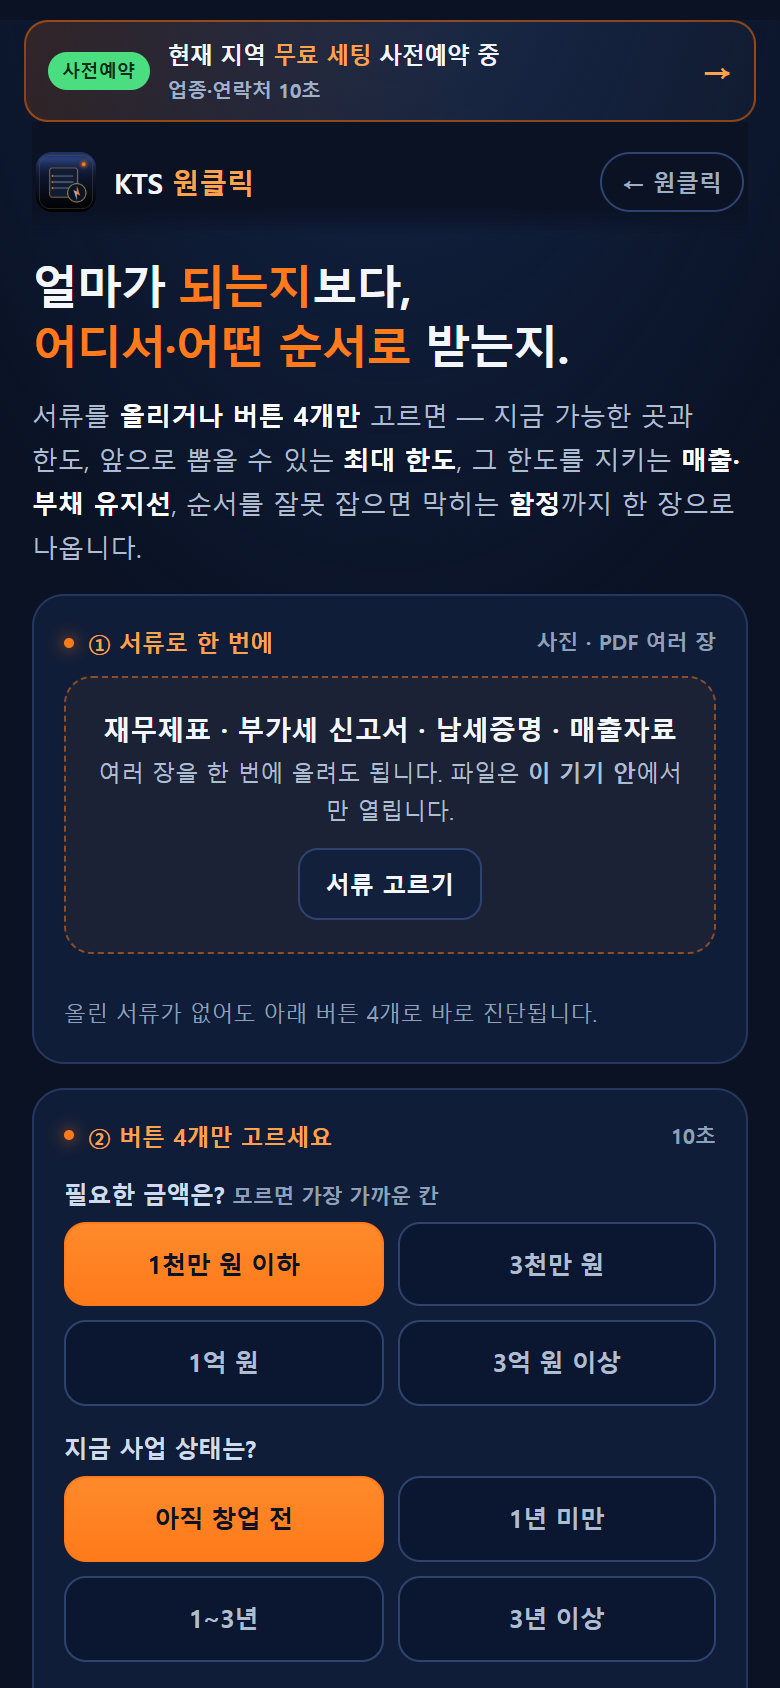 사전예약
현재 지역 무료 세팅 사전예약 중
업종·연락처 10초
→
KTS 원클릭
← 원클릭
얼마가 되는지보다,
어디서·어떤 순서로 받는지.
서류를 올리거나 버튼 4개만 고르면 — 지금 가능한 곳과
한도, 앞으로 뽑을 수 있는 최대 한도, 그 한도를 지키는 매출·
부채 유지선, 순서를 잘못 잡으면 막히는 함정까지 한 장으로
나옵니다.
① 서류로 한 번에
사진 · PDF 여러 장
재무제표 · 부가세 신고서 · 납세증명 · 매출자료
여러 장을 한 번에 올려도 됩니다. 파일은 이 기기 안에서
만 열립니다.
서류 고르기
올린 서류가 없어도 아래 버튼 4개로 바로 진단됩니다.
② 버튼 4개만 고르세요
10초
필요한 금액은? 모르면 가장 가까운 칸
1천만 원 이하
3천만 원
1억 원
3억 원 이상
지금 사업 상태는?
아직 창업 전
1년 미만
1~3년
3년 이상